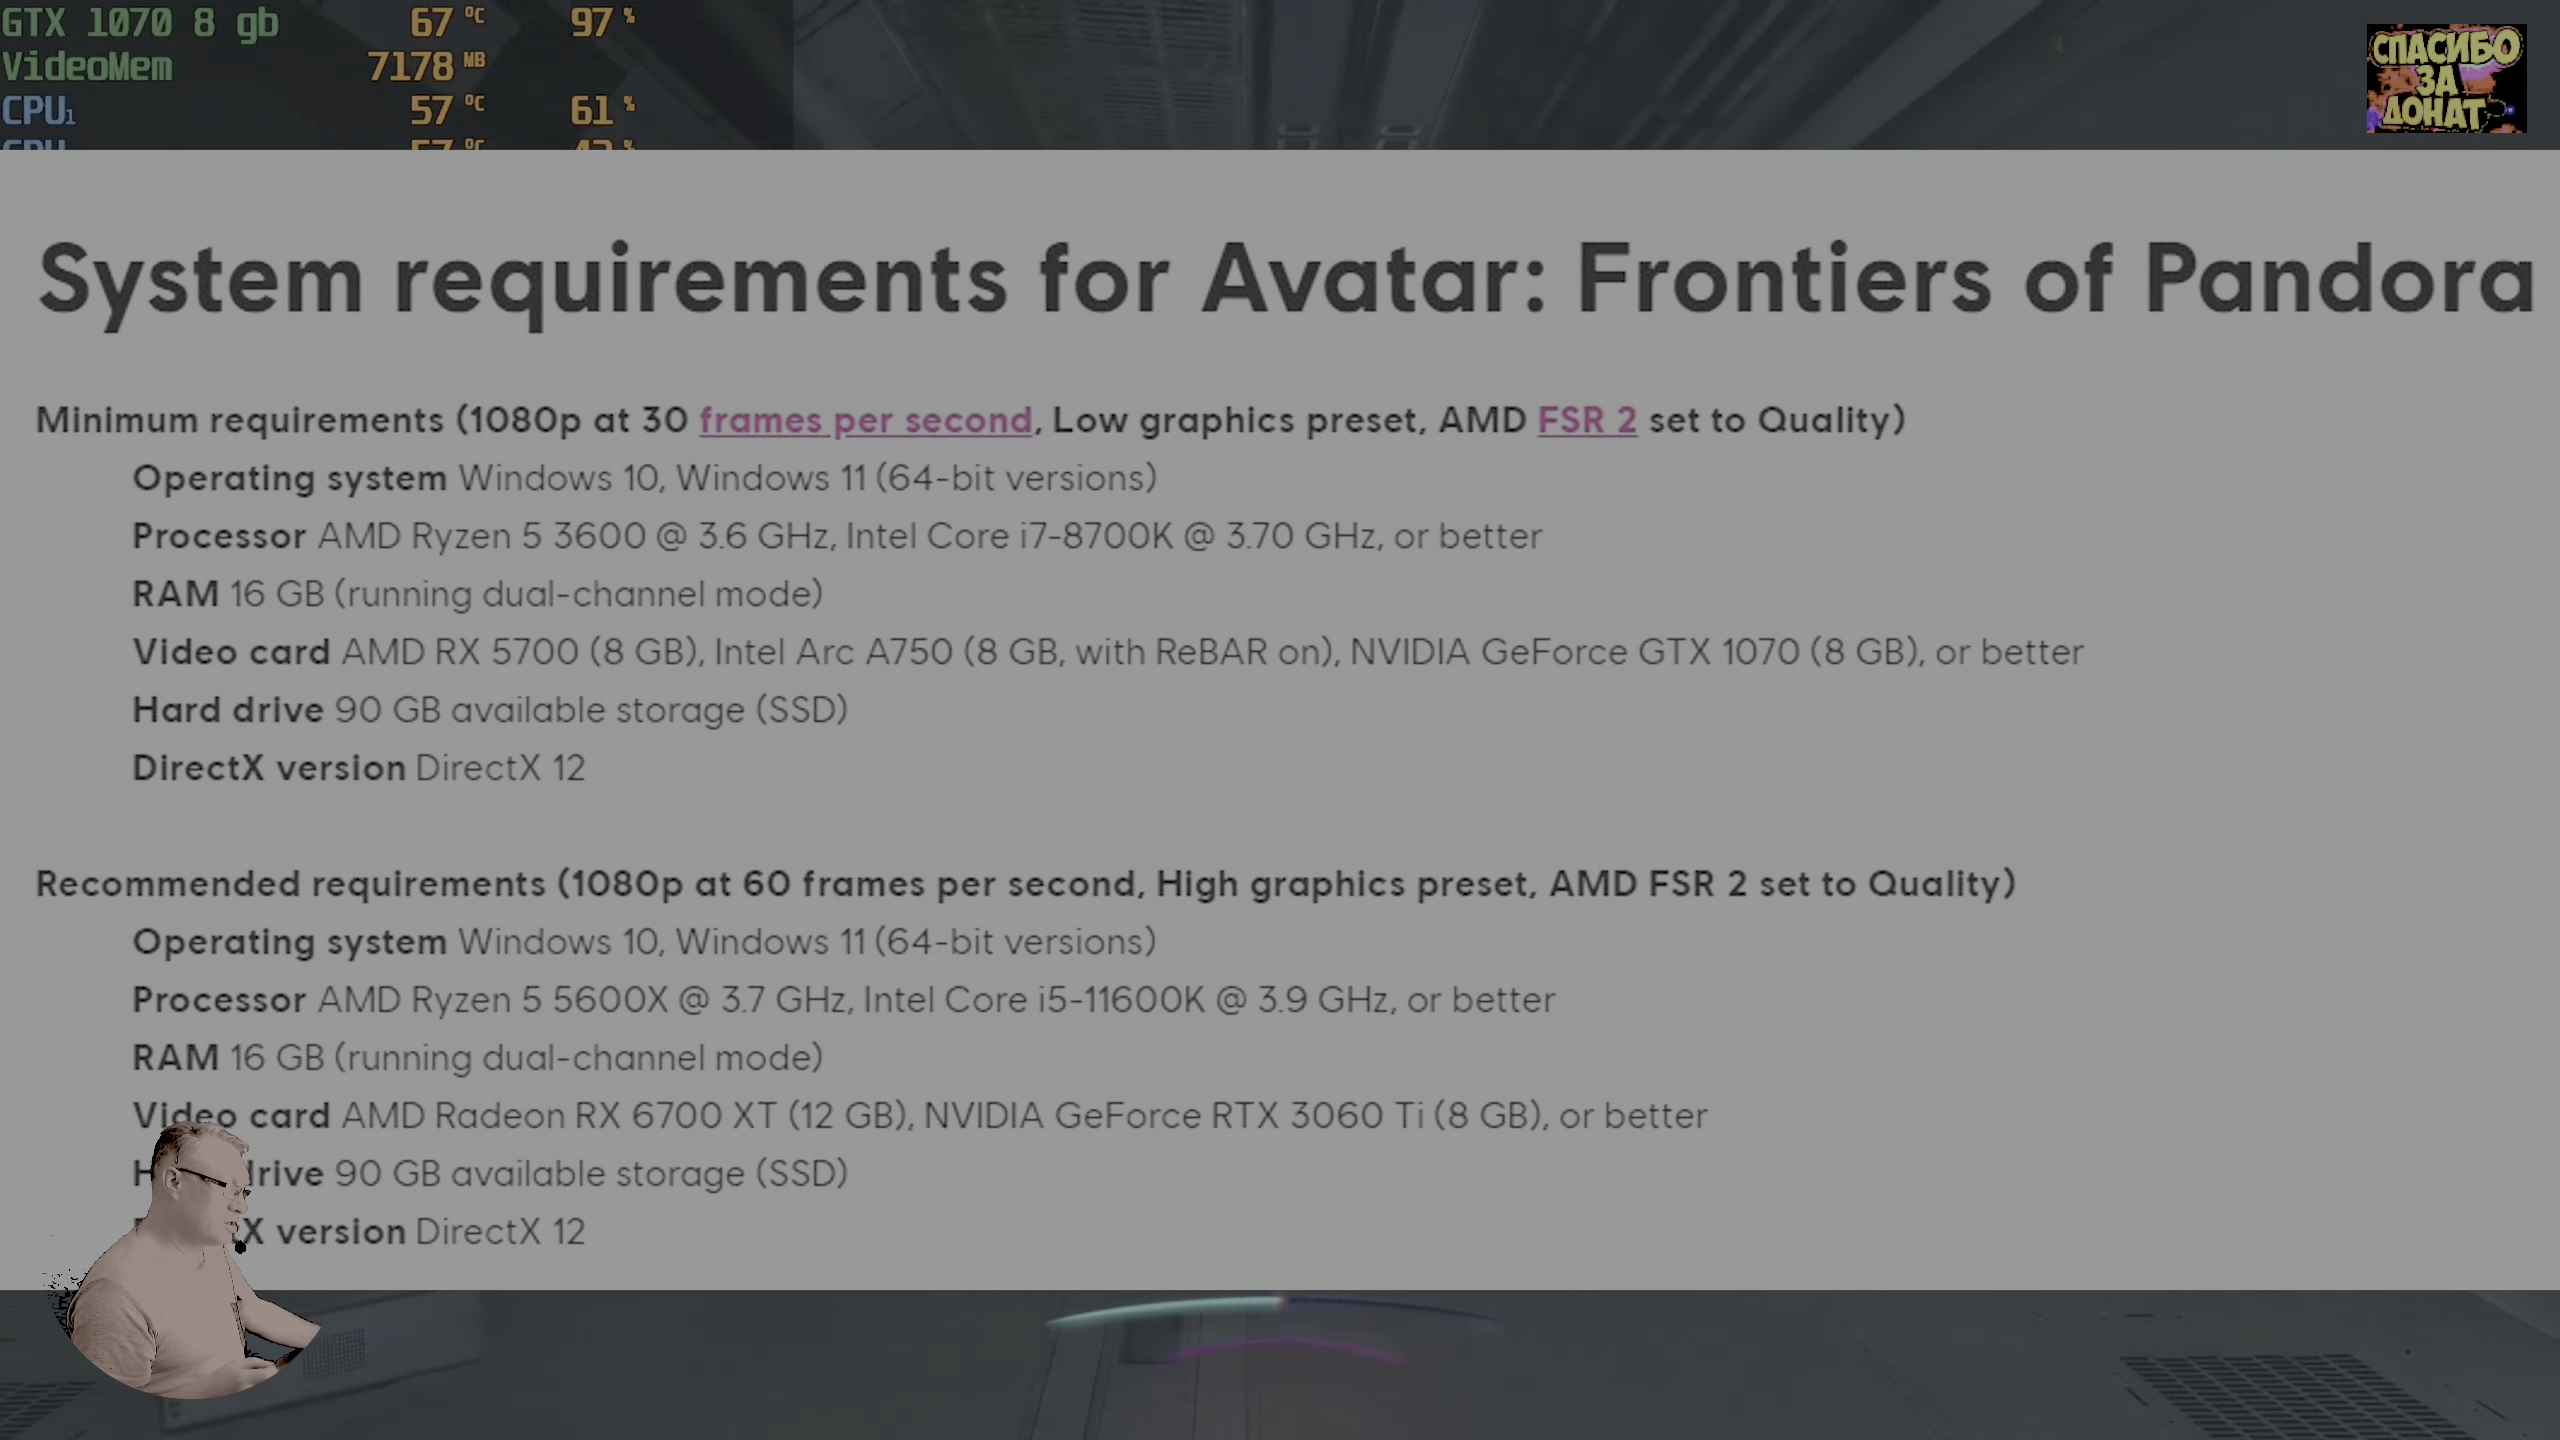 GTX 1070 8 gb 67 °C 97 %
VideoMem 7178 MB
CPU1 57 °C 61 %
СПАСИБО
ЗА
ДОНАТ
System requirements for Avatar: Frontiers of Pandora
Minimum requirements (1080p at 30 frames per second, Low graphics preset, AMD FSR 2 set to Quality)
Operating system Windows 10, Windows 11 (64-bit versions)
Processor AMD Ryzen 5 3600 @ 3.6 GHz, Intel Core i7-8700K @ 3.70 GHz, or better
RAM 16 GB (running dual-channel mode)
Video card AMD RX 5700 (8 GB), Intel Arc A750 (8 GB, with ReBAR on), NVIDIA GeForce GTX 1070 (8 GB), or better
Hard drive 90 GB available storage (SSD)
DirectX version DirectX 12
Recommended requirements (1080p at 60 frames per second, High graphics preset, AMD FSR 2 set to Quality)
Operating system Windows 10, Windows 11 (64-bit versions)
Processor AMD Ryzen 5 5600X @ 3.7 GHz, Intel Core i5-11600K @ 3.9 GHz, or better
RAM 16 GB (running dual-channel mode)
Video card AMD Radeon RX 6700 XT (12 GB), NVIDIA GeForce RTX 3060 Ti (8 GB), or better
drive 90 GB available storage (SSD)
version DirectX 12